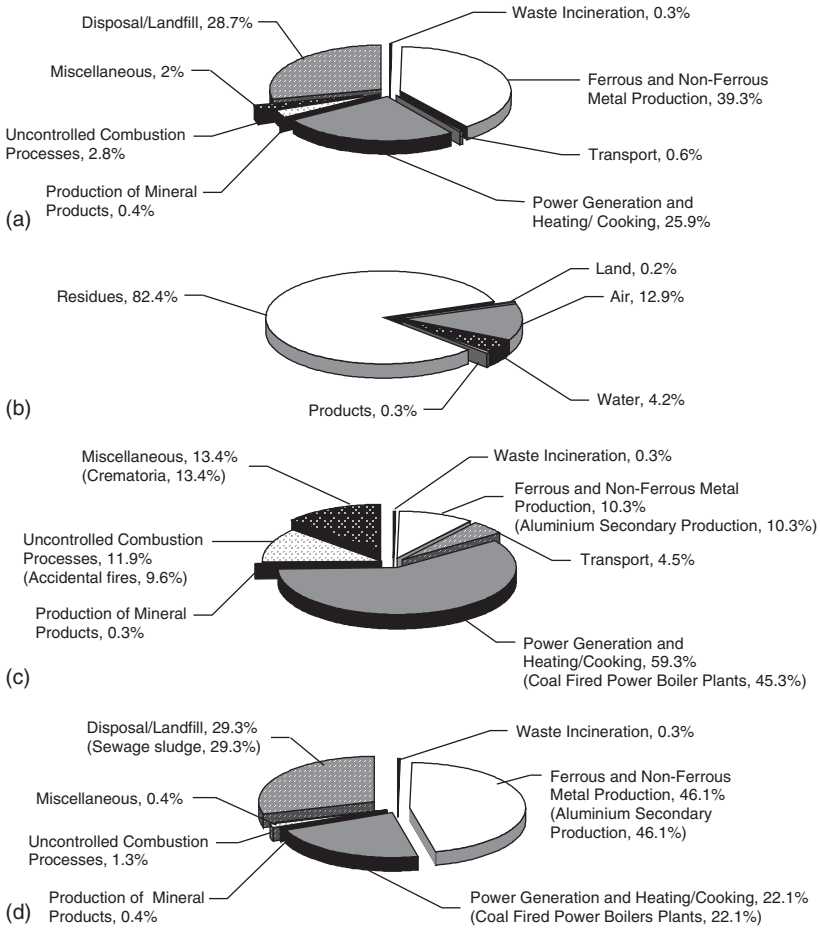 Disposal/Landfill, 28.7%
Waste Incineration, 0.3%
Miscellaneous, 2%
Ferrous and Non-Ferrous
Metal Production, 39.3%
Uncontrolled Combustion
Processes, 2.8%
Transport, 0.6%
Production of Mineral
Products, 0.4%
Power Generation and
Heating/ Cooking, 25.9%
(a)
Land, 0.2%
Residues, 82.4%
Air, 12.9%
Water, 4.2%
Products, 0.3%
(b)
Miscellaneous, 13.4%
(Crematoria, 13.4%)
Waste Incineration, 0.3%
Ferrous and Non-Ferrous Metal
Production, 10.3%
(Aluminium Secondary Production, 10.3%)
Uncontrolled Combustion
Processes, 11.9%
(Accidental fires, 9.6%)
Transport, 4.5%
Production of Mineral
Products, 0.3%
Power Generation and
Heating/Cooking, 59.3%
(Coal Fired Power Boiler Plants, 45.3%)
(c)
Disposal/Landfill, 29.3%
(Sewage sludge, 29.3%)
Waste Incineration, 0.3%
Ferrous and Non-Ferrous
Metal Production, 46.1%
(Aluminium Secondary
Production, 46.1%)
Miscellaneous, 0.4%
Uncontrolled Combustion
Processes, 1.3%
Production of Mineral
Products, 0.4%
Power Generation and Heating/Cooking, 22.1%
(Coal Fired Power Boilers Plants, 22.1%)
(d)